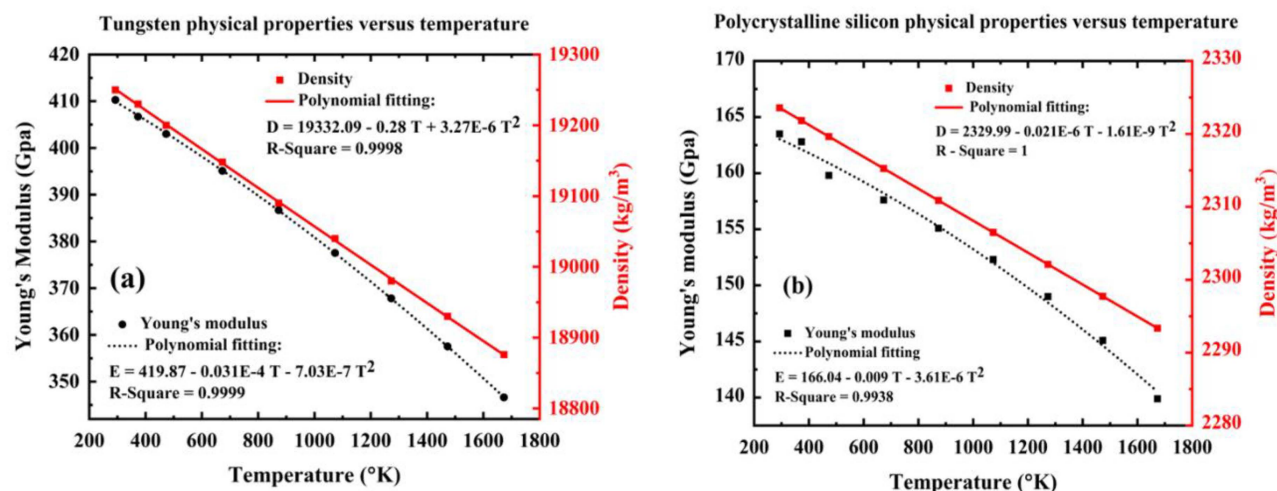 Tungsten physical properties versus temperature
420
410
400
390
380
370
360
350
Young's Modulus (Gpa)
Density
Polynomial fitting:
D = 19332.09 - 0.28 T + 3.27E-6 T²
R-Square = 0.9998
(a)
Young's modulus
Polynomial fitting:
E = 419.87 - 0.031E-4 T - 7.03E-7 T²
R-Square = 0.9999
19300
19200
19100
19000
18900
18800
Density (kg/m³)
200 400 600 800 1000 1200 1400 1600 1800
Temperature (°K)
Polycrystalline silicon physical properties versus temperature
170
165
160
155
150
145
140
Young's modulus (Gpa)
Density
Polynomial fitting:
D = 2329.99 - 0.021E-6 T - 1.61E-9 T²
R - Square = 1
(b)
Young's modulus
Polynomial fitting
E = 166.04 - 0.009 T - 3.61E-6 T²
R-Square = 0.9938
2330
2320
2310
2300
2290
2280
Density (kg/m³)
200 400 600 800 1000 1200 1400 1600 1800
Temperature (°K)